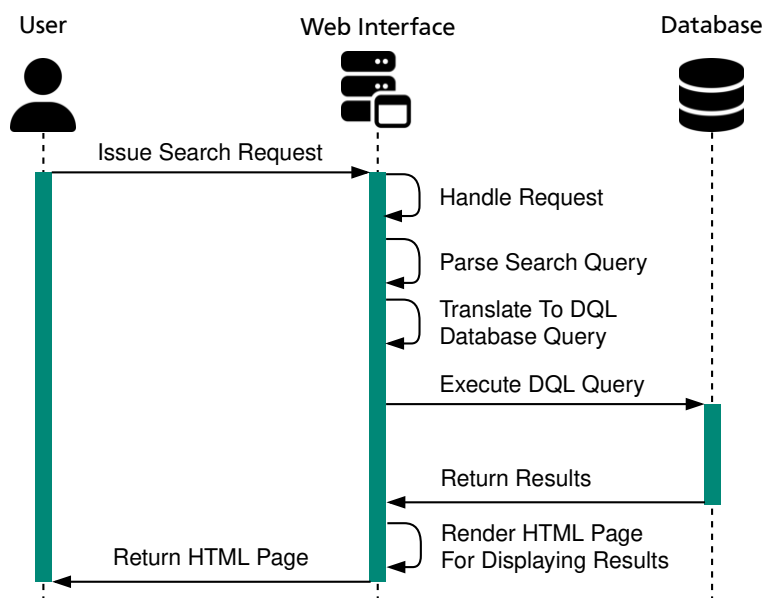 User
Web Interface
Database
Issue Search Request
Handle Request
Parse Search Query
Translate To DQL
Database Query
Execute DQL Query
Return Results
Render HTML Page
For Displaying Results
Return HTML Page